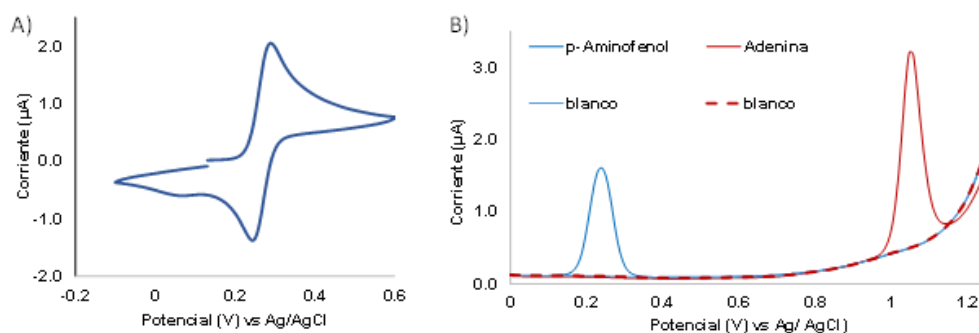 A)
2.0
1.0
0.0
-1.0
-2.0
Corriente (µA)
-0.2
0
0.2
0.4
0.6
Potencial (V) vs Ag/AgCl
B)
p-Aminofenol
Adenina
blanco
blanco
3.0
2.0
1.0
0.0
Corriente (µA)
0
0.2
0.4
0.6
0.8
1
1.2
Potencial (V) vs Ag/ AgCl)